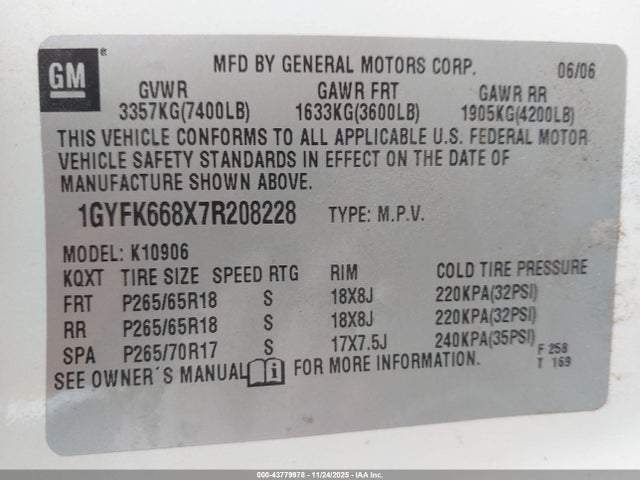 GM ®
MFD BY GENERAL MOTORS CORP. 06/06
GVWR GAWR FRT GAWR RR
3357KG(7400LB) 1633KG(3600LB) 1905KG(4200LB)
THIS VEHICLE CONFORMS TO ALL APPLICABLE U.S. FEDERAL MOTOR
VEHICLE SAFETY STANDARDS IN EFFECT ON THE DATE OF
MANUFACTURE SHOWN ABOVE.
1GYFK668X7R208228 TYPE: M.P.V.
MODEL: K10906
KQXT TIRE SIZE SPEED RTG RIM COLD TIRE PRESSURE
FRT P265/65R18 S 18X8J 220KPA(32PSI)
RR P265/65R18 S 18X8J 220KPA(32PSI)
SPA P265/70R17 S 17X7.5J 240KPA(35PSI)
F 258
T 169
SEE OWNER´S MANUAL i FOR MORE INFORMATION.
000-43779978 - 11/24/2025 - IAA Inc.